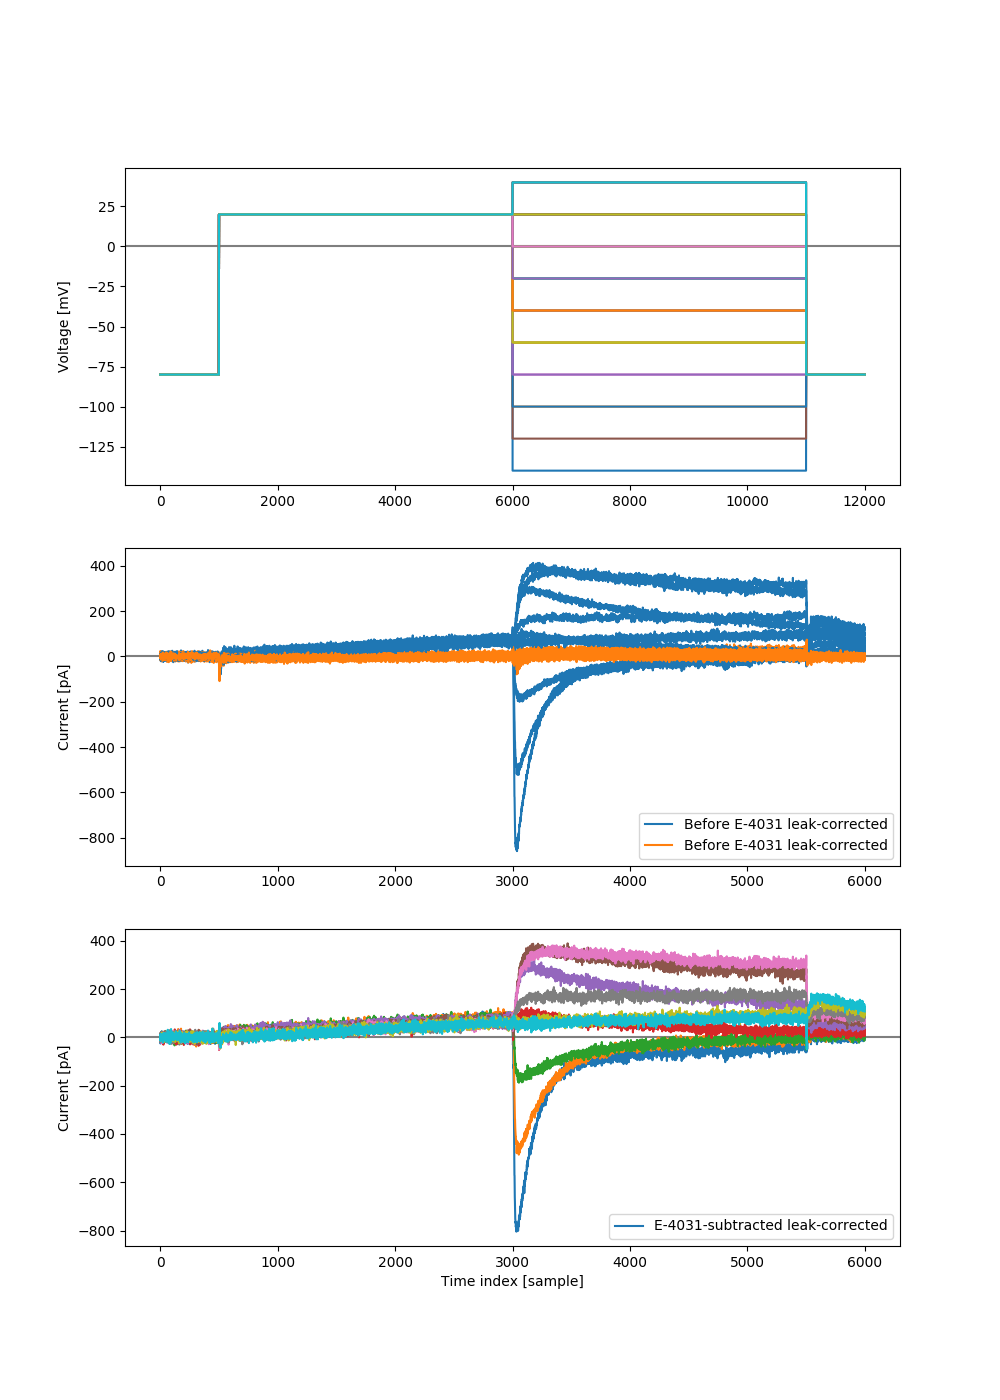 25
0
−25
−50
−75
−100
−125
Voltage [mV]
0 2000 4000 6000 8000 10000 12000
400
200
0
−200
−400
−600
−800
Current [pA]
Before E-4031 leak-corrected
Before E-4031 leak-corrected
0 1000 2000 3000 4000 5000 6000
400
200
0
−200
−400
−600
−800
Current [pA]
E-4031-subtracted leak-corrected
0 1000 2000 3000 4000 5000 6000
Time index [sample]